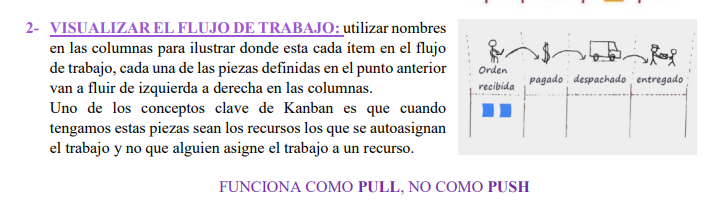 2- VISUALIZAR EL FLUJO DE TRABAJO: utilizar nombres
en las columnas para ilustrar donde esta cada ítem en el flujo
de trabajo, cada una de las piezas definidas en el punto anterior
van a fluir de izquierda a derecha en las columnas.
Uno de los conceptos clave de Kanban es que cuando
tengamos estas piezas sean los recursos los que se autoasignan
el trabajo y no que alguien asigne el trabajo a un recurso.
Orden
recibida
pagado
despachado
entregado
FUNCIONA COMO PULL, NO COMO PUSH